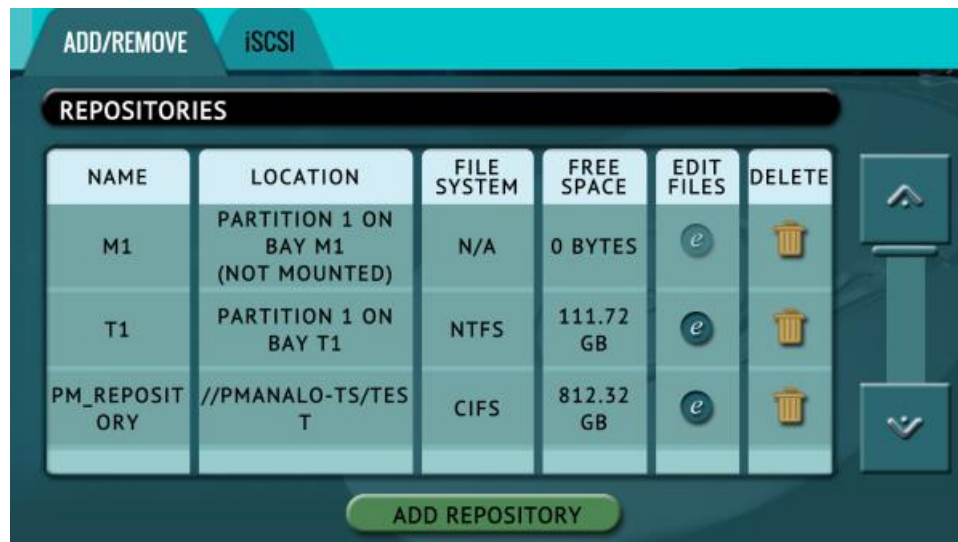 ADD/REMOVE
iSCSI
REPOSITORIES
NAME
LOCATION
FILE
SYSTEM
FREE
SPACE
EDIT
FILES
DELETE
M1
PARTITION 1 ON
BAY M1
(NOT MOUNTED)
N/A
0 BYTES
e
T1
PARTITION 1 ON
BAY T1
NTFS
111.72
GB
e
PM_REPOSIT
ORY
//PMANALO-TS/TES
T
CIFS
812.32
GB
e
ADD REPOSITORY